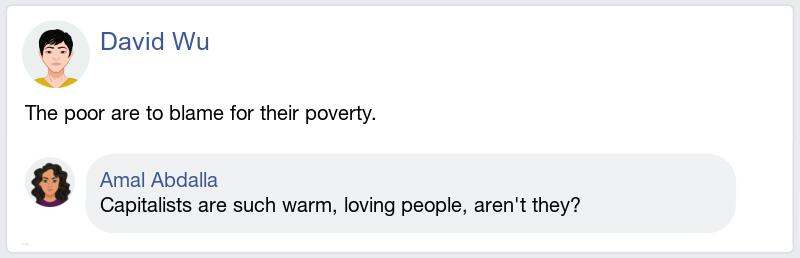 David Wu
The poor are to blame for their poverty.
Amal Abdalla
Capitalists are such warm, loving people, aren't they?